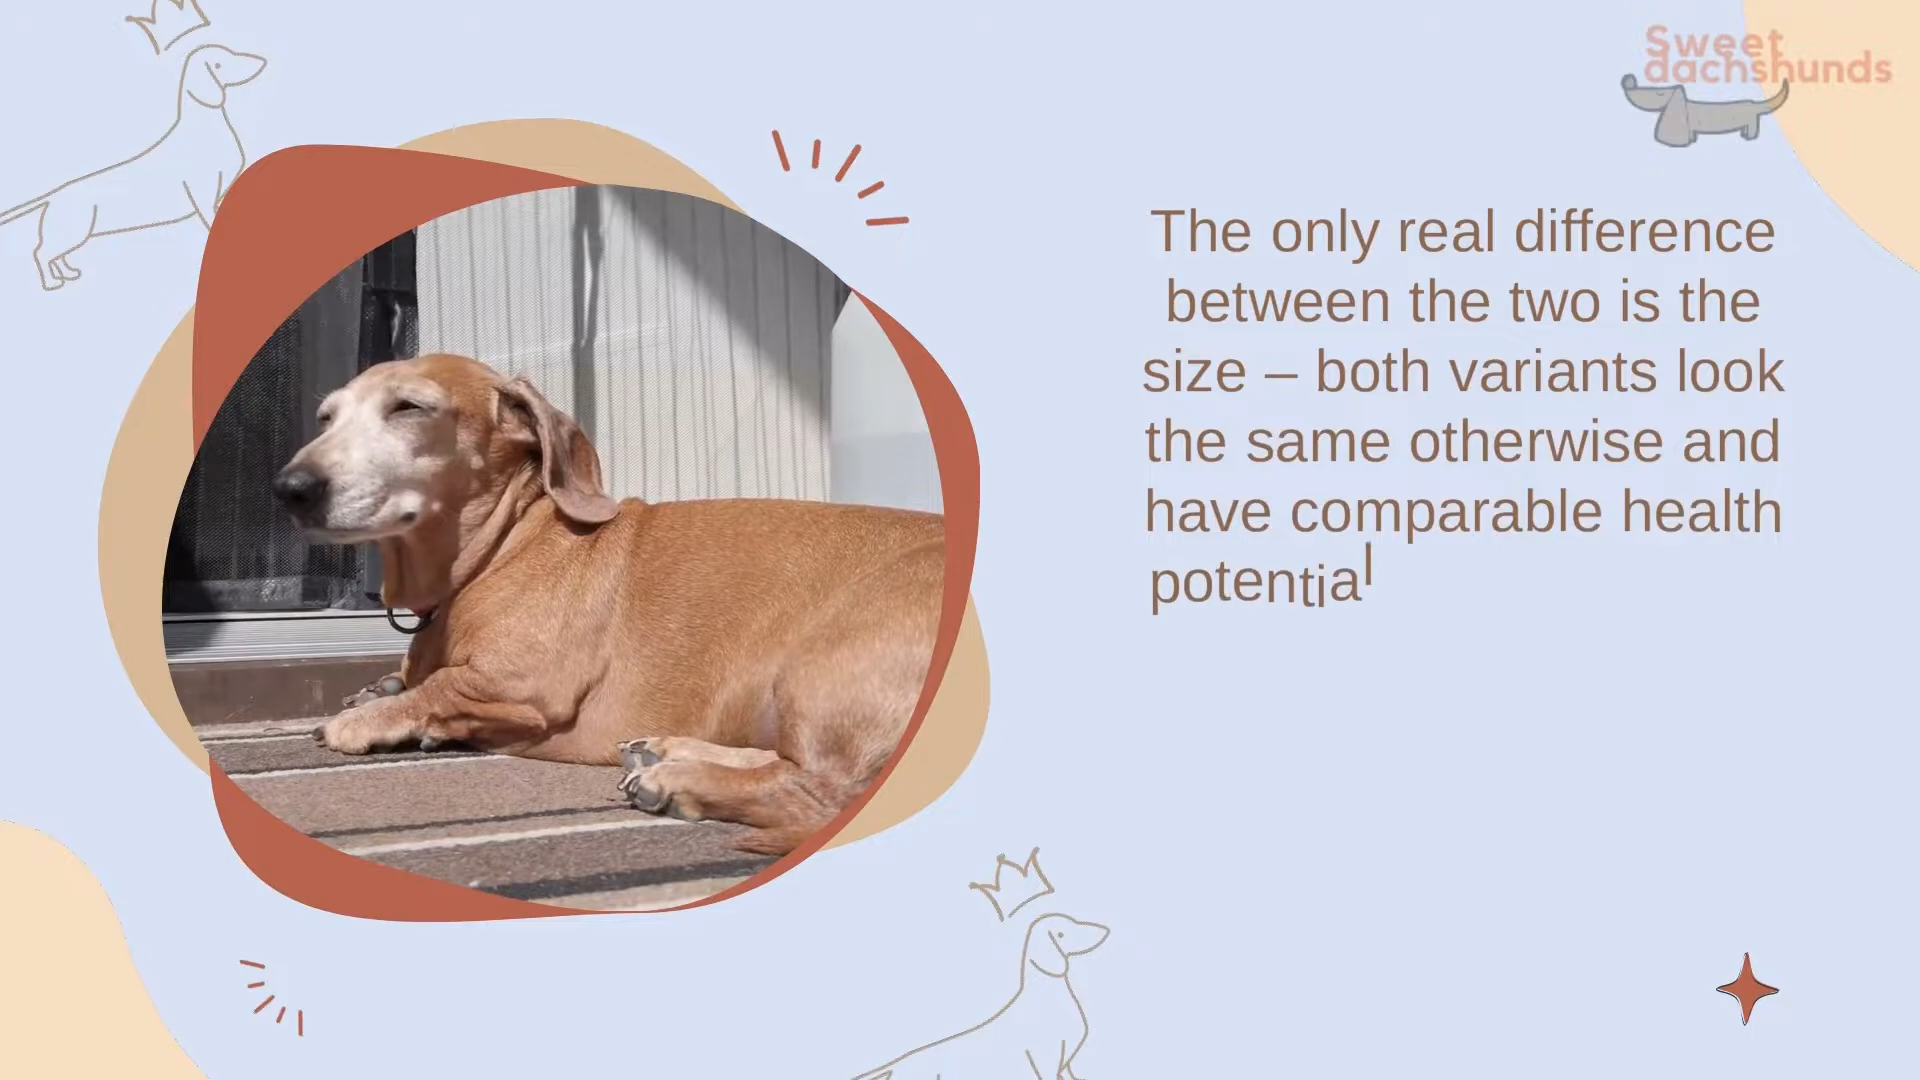 Sweet
dachshunds
The only real difference
between the two is the
size – both variants look
the same otherwise and
have comparable health
potential